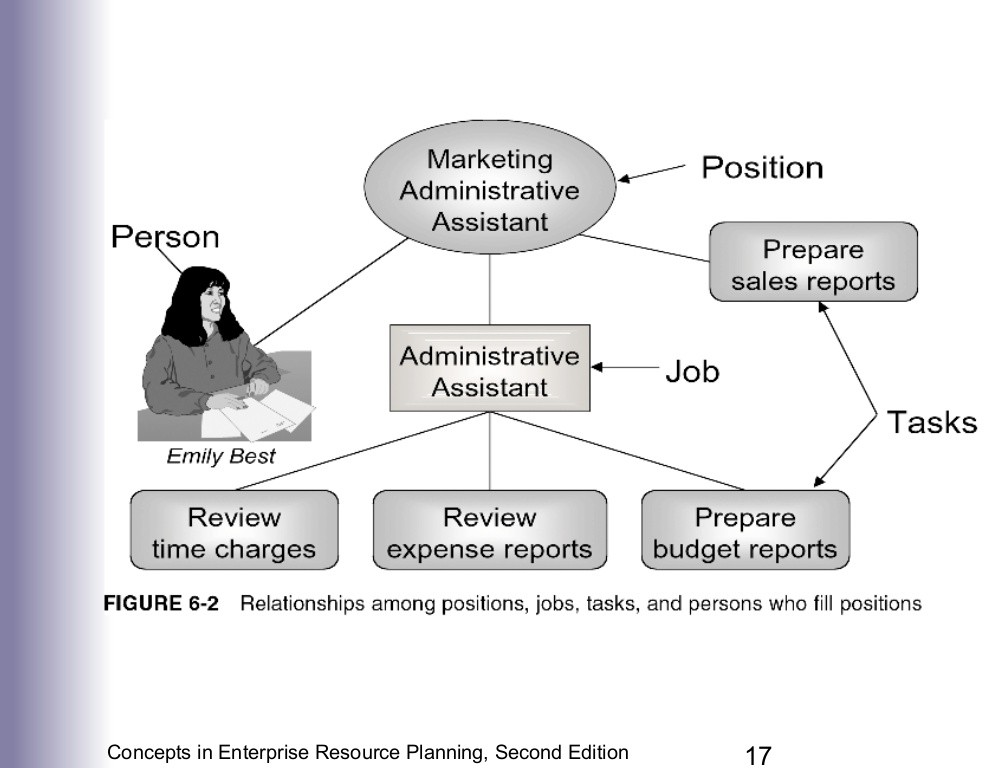 Marketing
Administrative
Assistant
Position
Person
Prepare
sales reports
Administrative
Assistant
Job
Tasks
Emily Best
Review
time charges
Review
expense reports
Prepare
budget reports
FIGURE 6-2 Relationships among positions, jobs, tasks, and persons who fill positions
Concepts in Enterprise Resource Planning, Second Edition
17